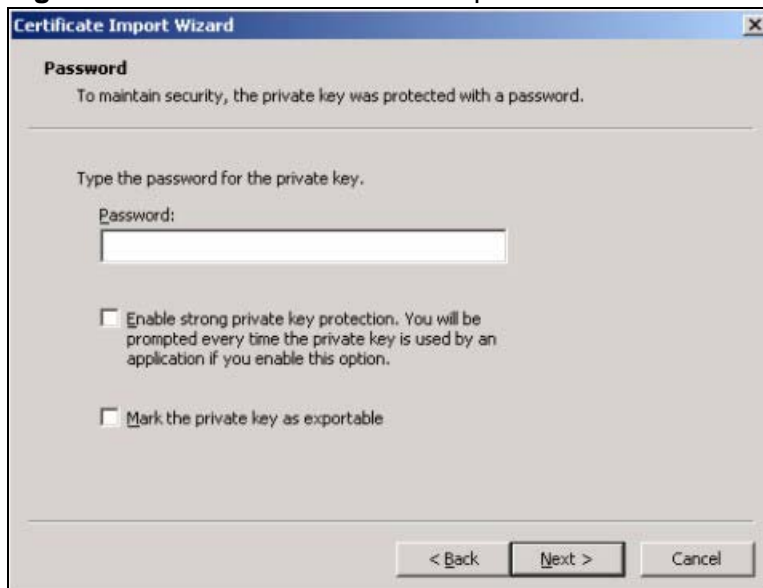 Certificate Import Wizard
Password
To maintain security, the private key was protected with a password.
Type the password for the private key.
Password:
Enable strong private key protection. You will be
prompted every time the private key is used by an
application if you enable this option.
Mark the private key as exportable
< Back Next > Cancel